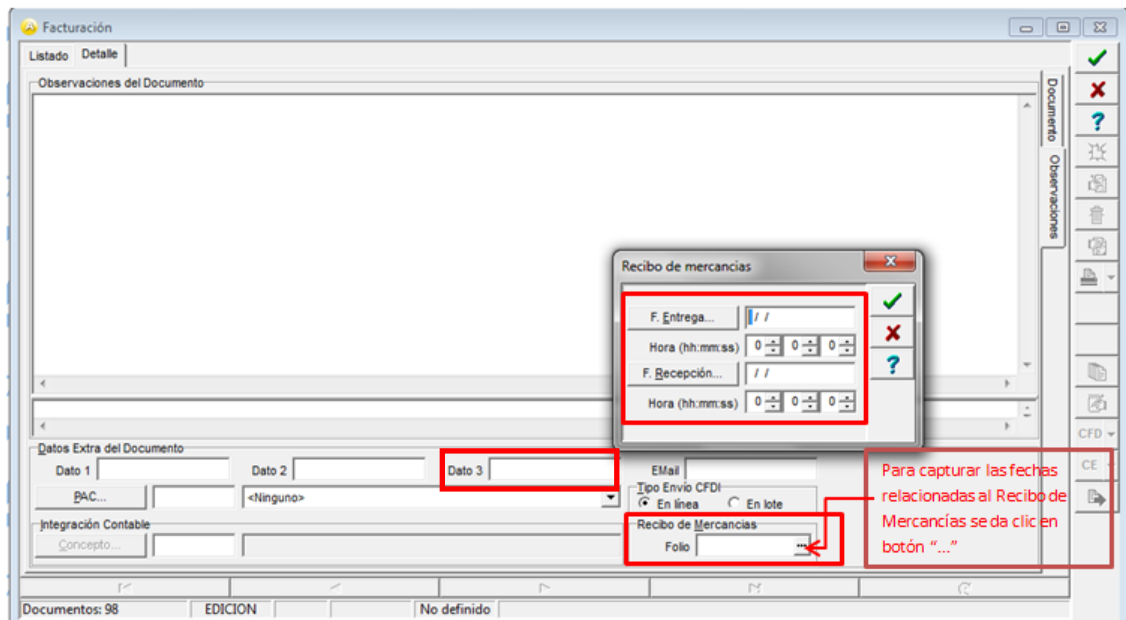 Facturación
Listado
Detalle
Observaciones del Documento
Documento
Observaciones
Recibo de mercancias
F. Entrega...
/ /
Hora (hh:mm:ss)
0 0 0
F. Recepción...
/ /
Hora (hh:mm:ss)
0 0 0
CFD
CE
Datos Extra del Documento
Dato 1
Dato 2
Dato 3
EMail
PAC...
<Ninguno>
Tipo Envío CFDI
En línea
En lote
Integración Contable
Concepto...
Recibo de Mercancias
Folio
...
Para capturar las fechas
relacionadas al Recibo de
Mercancías se da clic en
botón “...”
Documentos: 98
EDICION
No definido